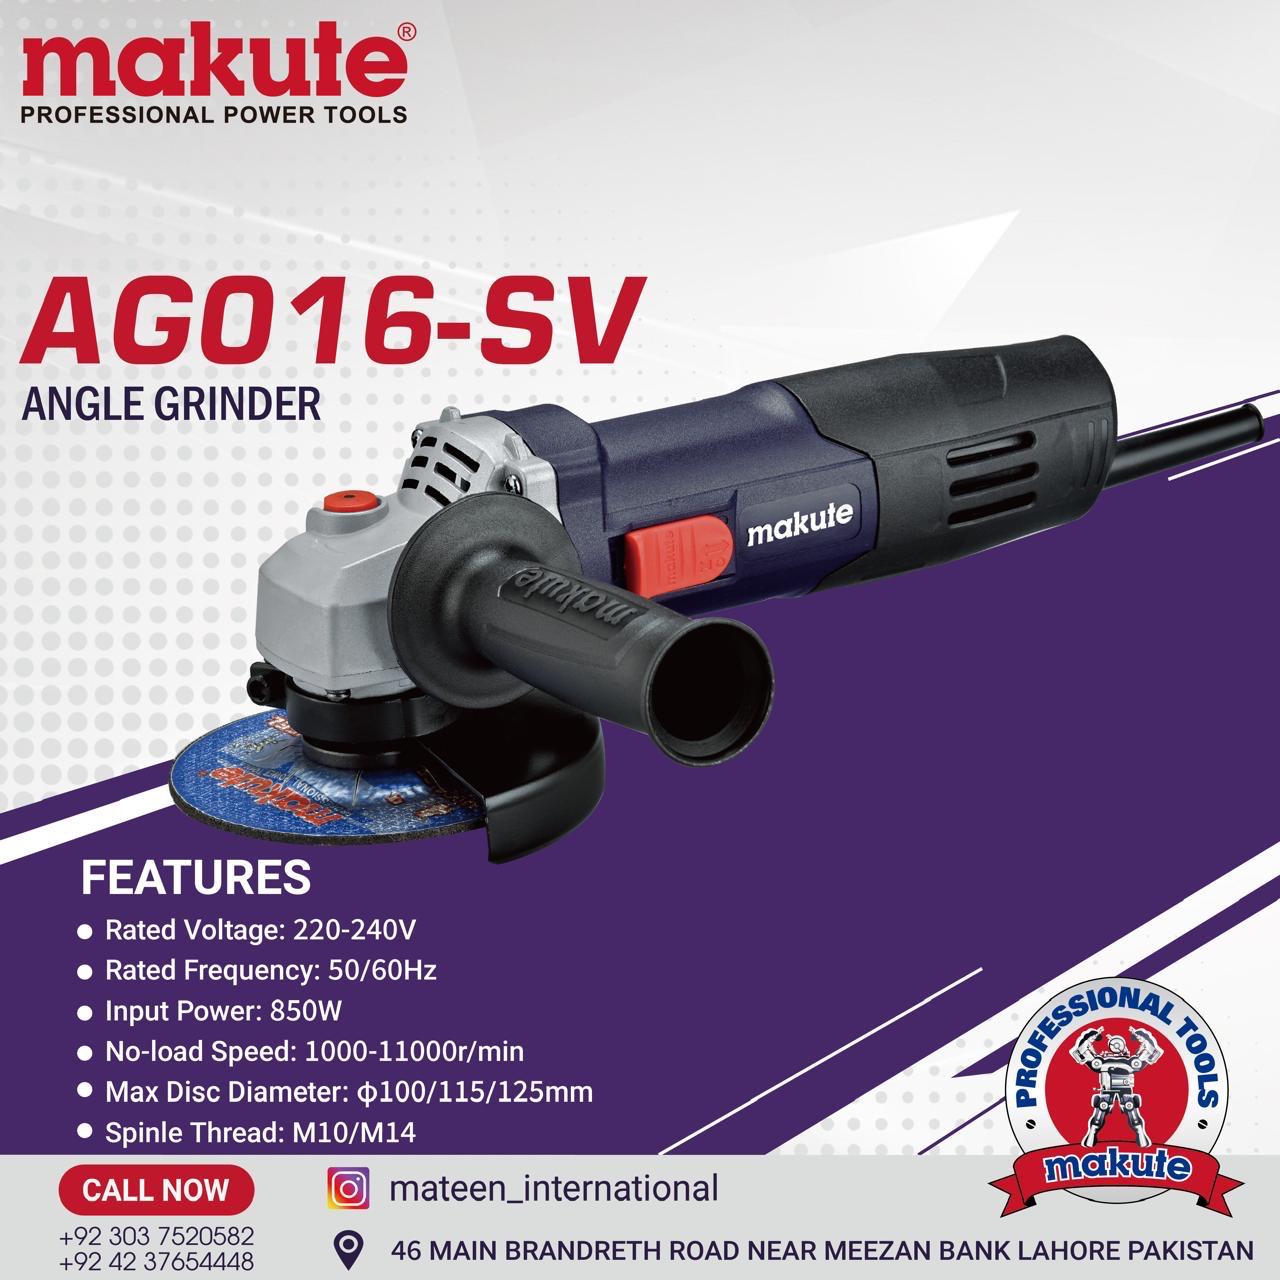 makute®
PROFESSIONAL POWER TOOLS
AG016-SV
ANGLE GRINDER
makute
makute
makute
makute
FEATURES
Rated Voltage: 220-240V
Rated Frequency: 50/60Hz
Input Power: 850W
No-load Speed: 1000-11000r/min
Max Disc Diameter: φ100/115/125mm
Spinle Thread: M10/M14
PROFESSIONAL TOOLS
makute
CALL NOW
+92 303 7520582
+92 42 37654448
mateen_international
46 MAIN BRANDRETH ROAD NEAR MEEZAN BANK LAHORE PAKISTAN